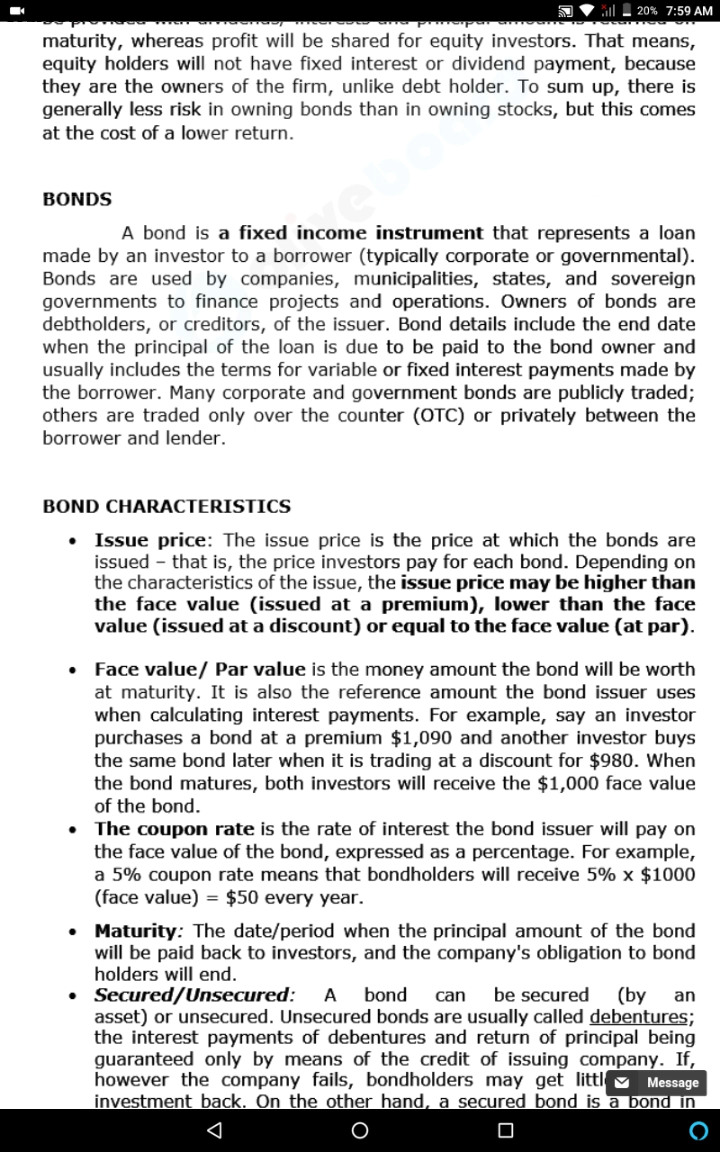 20% 7:59 AM
maturity, whereas profit will be shared for equity investors. That means,
equity holders will not have fixed interest or dividend payment, because
they are the owners of the firm, unlike debt holder. To sum up, there is
generally less risk in owning bonds than in owning stocks, but this comes
at the cost of a lower return.
BONDS
A bond is a fixed income instrument that represents a loan
made by an investor to a borrower (typically corporate or governmental).
Bonds are used by companies, municipalities, states, and sovereign
governments to finance projects and operations. Owners of bonds are
debtholders, or creditors, of the issuer. Bond details include the end date
when the principal of the loan is due to be paid to the bond owner and
usually includes the terms for variable or fixed interest payments made by
the borrower. Many corporate and government bonds are publicly traded;
others are traded only over the counter (OTC) or privately between the
borrower and lender.
BOND CHARACTERISTICS
• Issue price: The issue price is the price at which the bonds are
issued – that is, the price investors pay for each bond. Depending on
the characteristics of the issue, the issue price may be higher than
the face value (issued at a premium), lower than the face
value (issued at a discount) or equal to the face value (at par).
• Face value/ Par value is the money amount the bond will be worth
at maturity. It is also the reference amount the bond issuer uses
when calculating interest payments. For example, say an investor
purchases a bond at a premium $1,090 and another investor buys
the same bond later when it is trading at a discount for $980. When
the bond matures, both investors will receive the $1,000 face value
of the bond.
• The coupon rate is the rate of interest the bond issuer will pay on
the face value of the bond, expressed as a percentage. For example,
a 5% coupon rate means that bondholders will receive 5% x $1000
(face value) = $50 every year.
• Maturity: The date/period when the principal amount of the bond
will be paid back to investors, and the company's obligation to bond
holders will end.
• Secured/Unsecured: A bond can be secured (by an
asset) or unsecured. Unsecured bonds are usually called debentures;
the interest payments of debentures and return of principal being
guaranteed only by means of the credit of issuing company. If,
however the company fails, bondholders may get
Message
investment back. On the other hand, a secured bond is a bond in